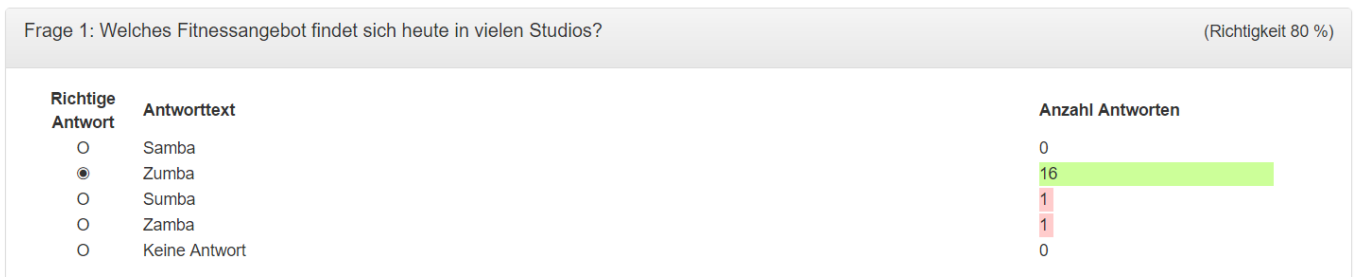 Frage 1: Welches Fitnessangebot findet sich heute in vielen Studios? (Richtigkeit 80 %)
Richtige
Antwort Antworttext Anzahl Antworten
Samba 0
Zumba 16
Sumba 1
Zamba 1
Keine Antwort 0